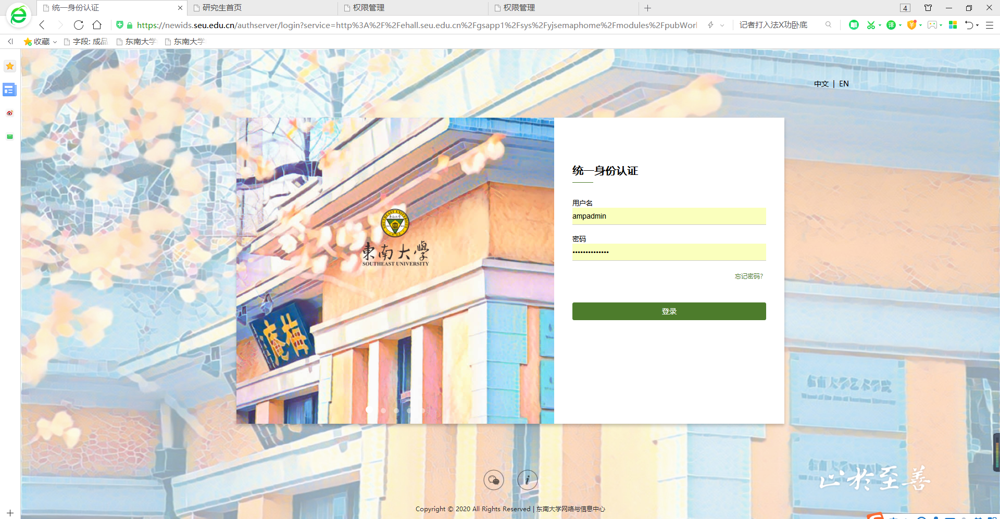 统一身份认证
研究生首页
权限管理
权限管理
4
https://newids.seu.edu.cn/authserver/login?service=http%3A%2F%2Fehall.seu.edu.cn%2Fgsapp1%2Fsys%2Fyjsemaphome%2Fmodules%2FpubWorl
记者打入法X功卧底
译
收藏
字段: 成品
东南大学
东南大学
中文 | EN
统一身份认证
用户名
ampadmin
密码
••••••••••••••
忘记密码?
登录
東南大學
SOUTHEAST UNIVERSITY
梅庵
止於至善
Copyright © 2020 All Rights Reserved | 东南大学网络与信息中心